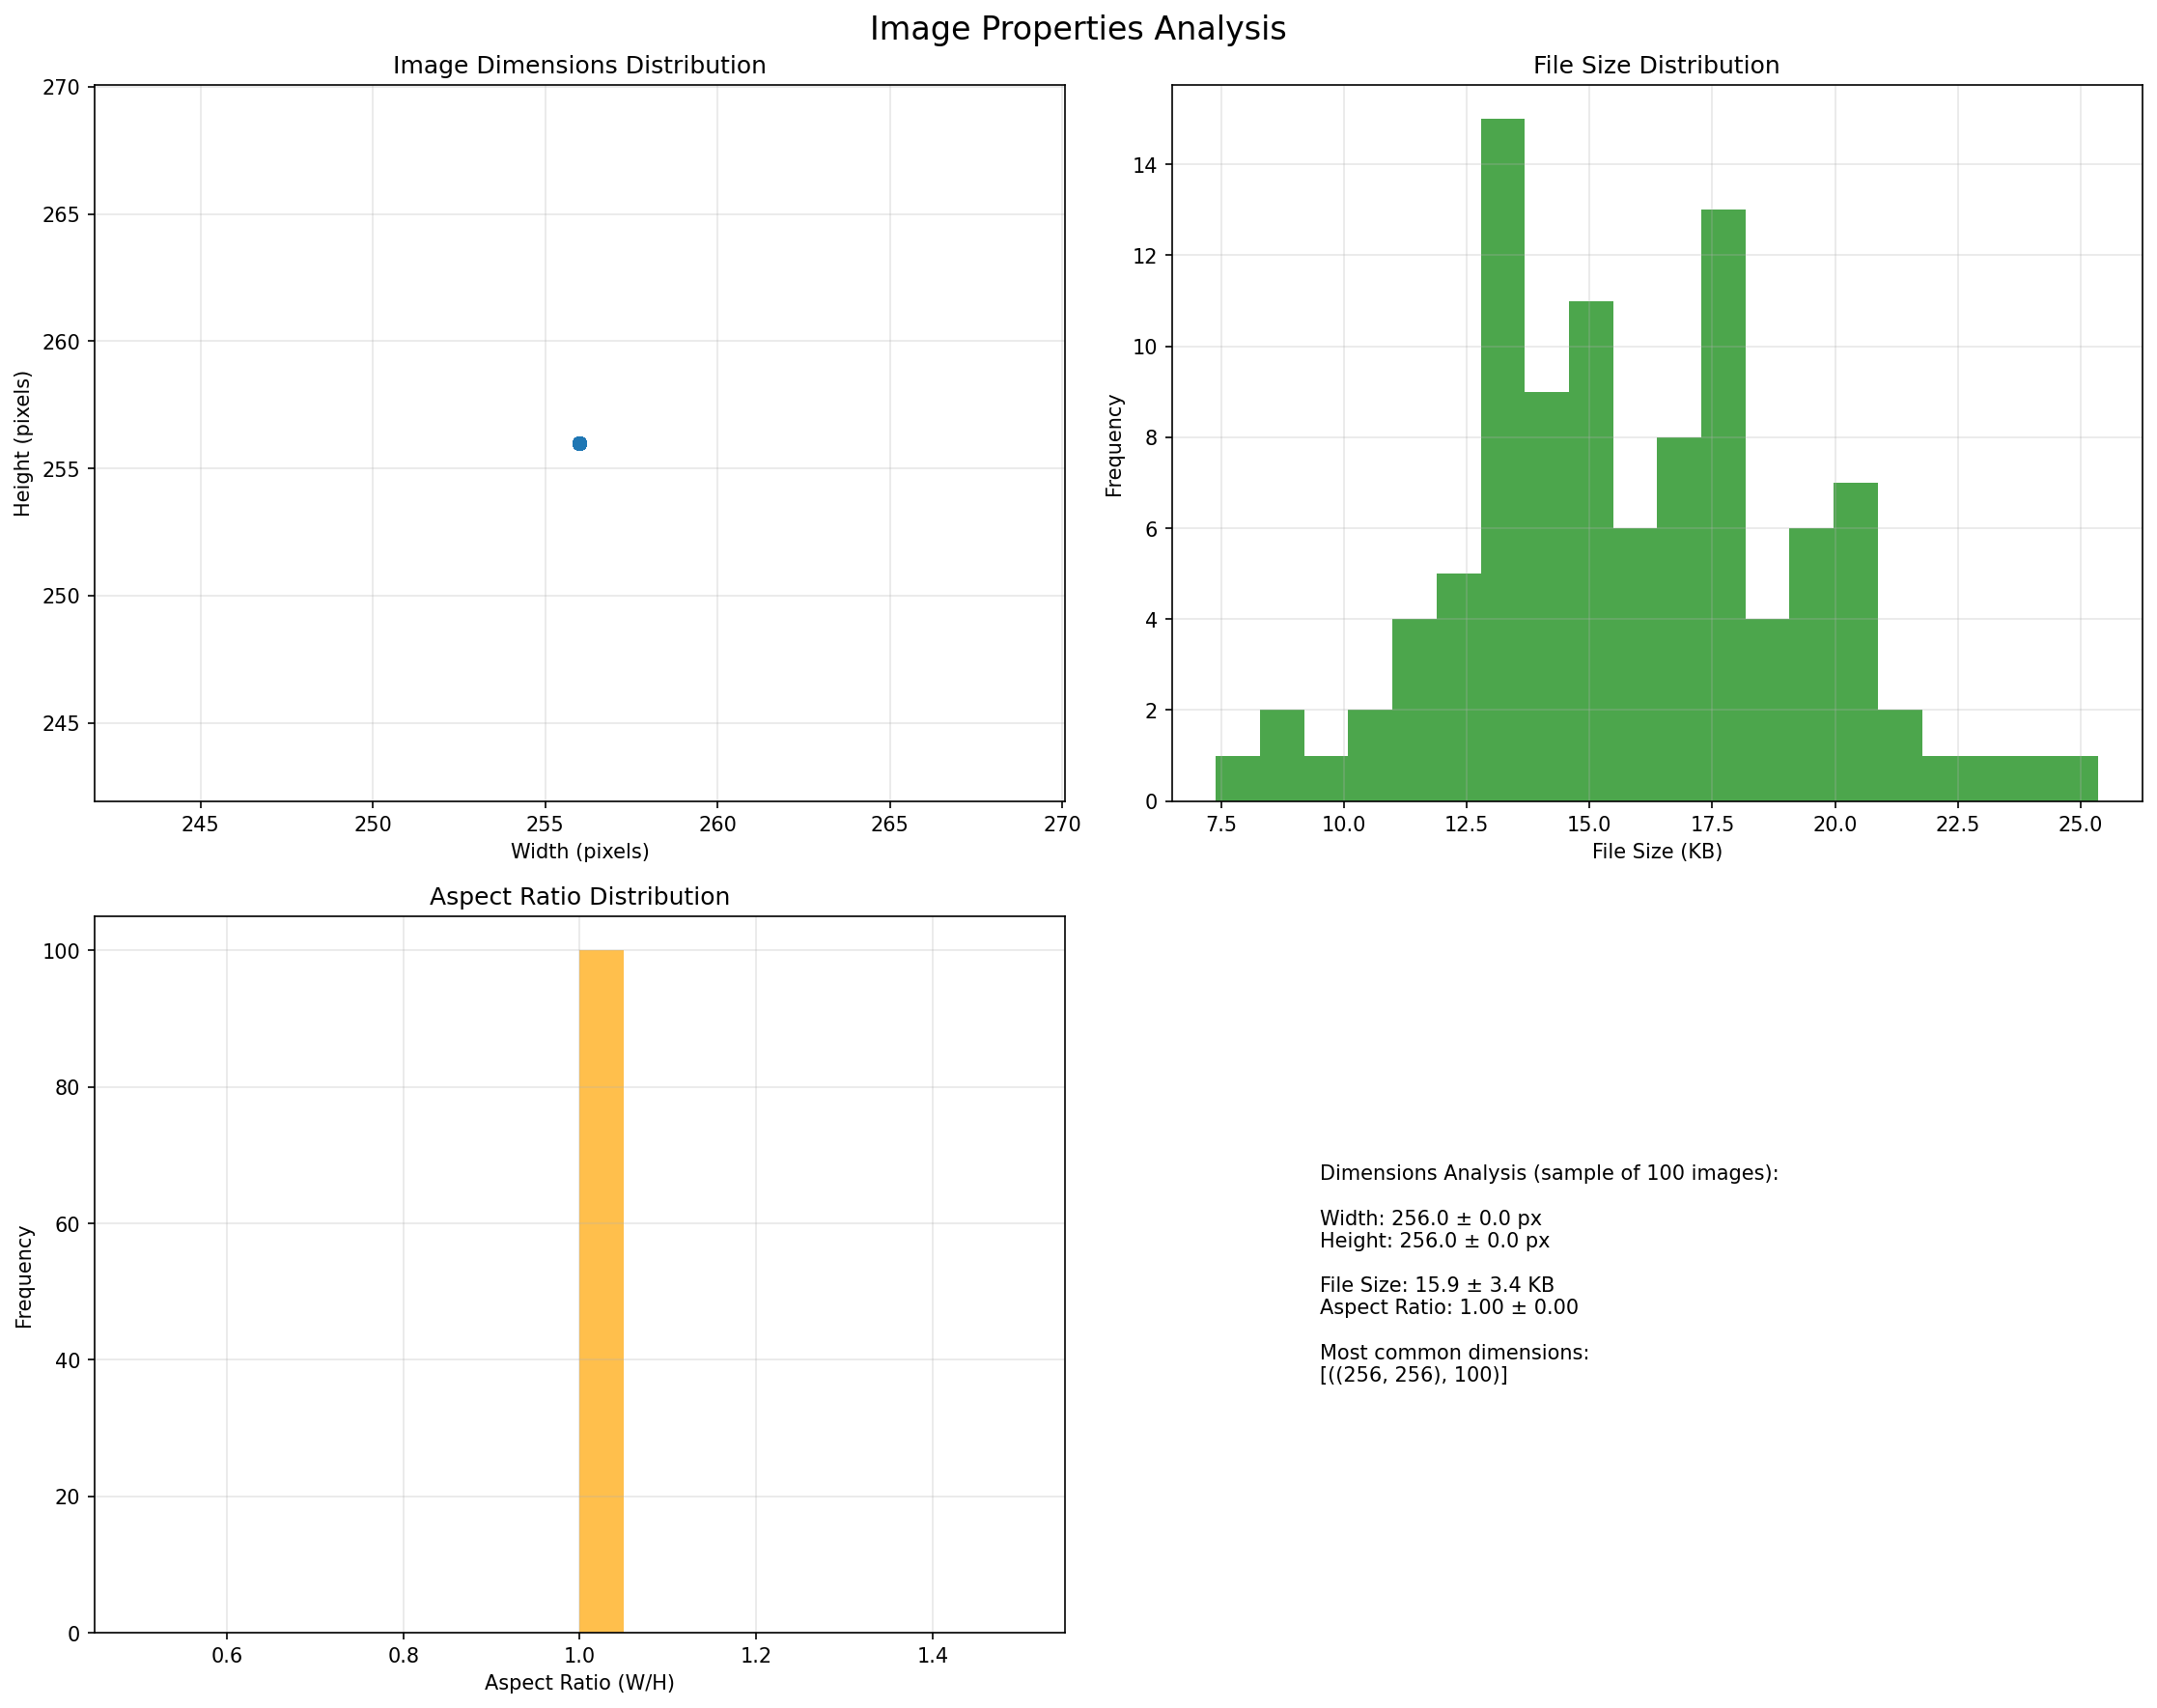 Image Properties Analysis
Image Dimensions Distribution
270
265
260
255
250
245
Height (pixels)
245 250 255 260 265 270
Width (pixels)
File Size Distribution
14
12
10
8
6
4
2
0
Frequency
7.5 10.0 12.5 15.0 17.5 20.0 22.5 25.0
File Size (KB)
Aspect Ratio Distribution
100
80
60
40
20
0
Frequency
0.6 0.8 1.0 1.2 1.4
Aspect Ratio (W/H)
Dimensions Analysis (sample of 100 images):
Width: 256.0 ± 0.0 px
Height: 256.0 ± 0.0 px
File Size: 15.9 ± 3.4 KB
Aspect Ratio: 1.00 ± 0.00
Most common dimensions:
[((256, 256), 100)]